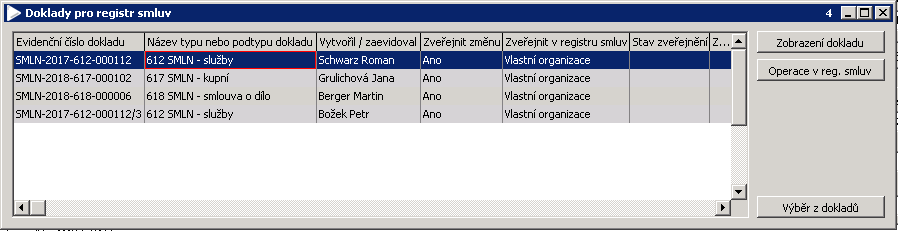 Doklady pro registr smluv 4
Evidenční číslo dokladu Název typu nebo podtypu dokladu Vytvořil / zaevidoval Zveřejnit změnu Zveřejnit v registru smluv Stav zveřejnění Z...
SMLN-2017-612-000112 612 SMLN - služby Schwarz Roman Ano Vlastní organizace
SMLN-2018-617-000102 617 SMLN - kupní Grulichová Jana Ano Vlastní organizace
SMLN-2018-618-000006 618 SMLN - smlouva o dílo Berger Martin Ano Vlastní organizace
SMLN-2017-612-000112/3 612 SMLN - služby Božek Petr Ano Vlastní organizace
Zobrazení dokladu
Operace v reg. smluv
Výběr z dokladů